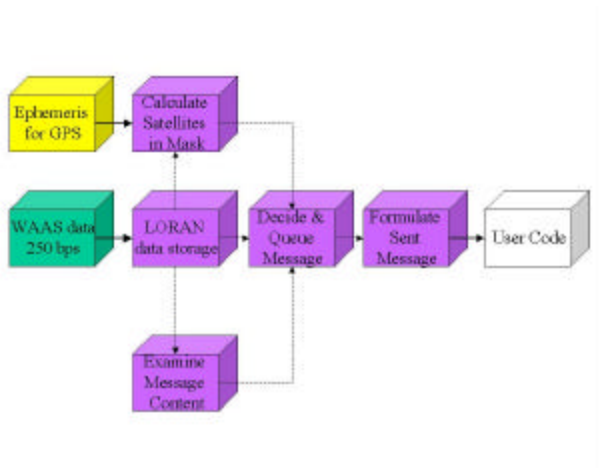 Ephemeris
for GPS
Calculate
Satellites
in Mask
WAAS data
250 bps
LORAN
data storage
Decide &
Queue
Message
Formulate
Sent
Message
User Code
Examine
Message
Content